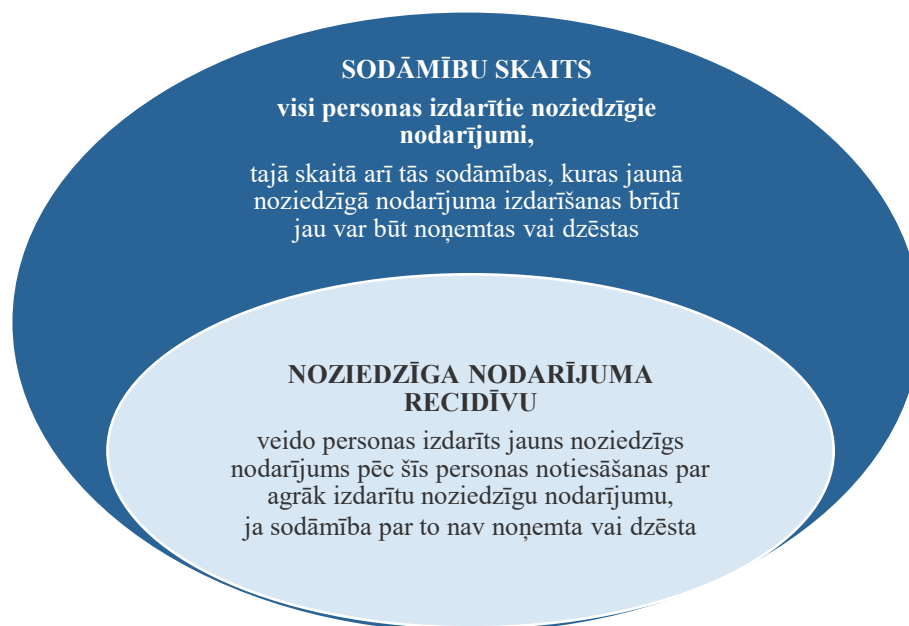 SODĀMĪBU SKAITS
visi personas izdarītie noziedzīgie
nodarījumi,
tajā skaitā arī tās sodāmības, kuras jaunā
noziedzīgā nodarījuma izdarīšanas brīdī
jau var būt noņemtas vai dzēstas
NOZIEDZĪGA NODARĪJUMA
RECIDĪVU
veido personas izdarīts jauns noziedzīgs
nodarījums pēc šīs personas notiesāšanas par
agrāk izdarītu noziedzīgu nodarījumu,
ja sodāmība par to nav noņemta vai dzēsta